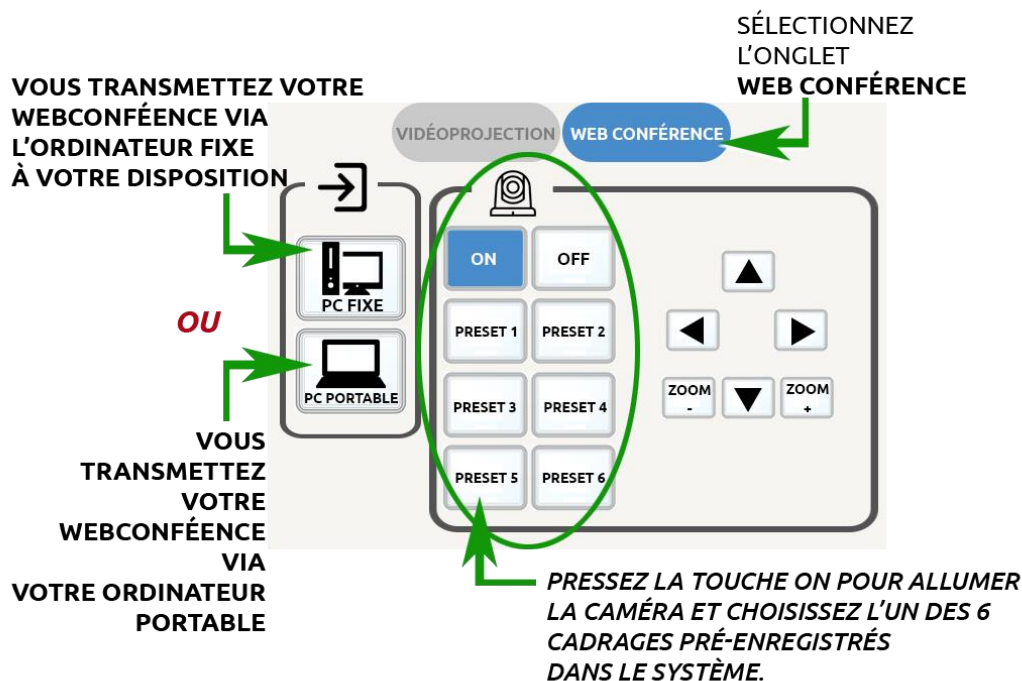 SÉLECTIONNEZ
L'ONGLET
WEB CONFÉRENCE
VOUS TRANSMETTEZ VOTRE
WEBCONFÉENCE VIA
L'ORDINATEUR FIXE
À VOTRE DISPOSITION
VIDÉOPROJECTION
WEB CONFÉRENCE
PC FIXE
OU
PC PORTABLE
ON
OFF
PRESET 1
PRESET 2
PRESET 3
PRESET 4
PRESET 5
PRESET 6
ZOOM
-
ZOOM
+
VOUS
TRANSMETTEZ
VOTRE
WEBCONFÉENCE
VIA
VOTRE ORDINATEUR
PORTABLE
PRESSEZ LA TOUCHE ON POUR ALLUMER
LA CAMÉRA ET CHOISISSEZ L'UN DES 6
CADRAGES PRÉ-ENREGISTRÉS
DANS LE SYSTÈME.